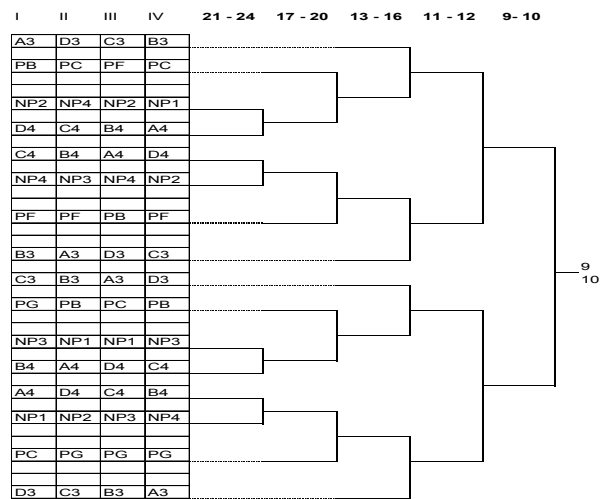 I II III IV 21 - 24 17 - 20 13 - 16 11 - 12 9- 10
A3 D3 C3 B3
PB PC PF PC
NP2 NP4 NP2 NP1
D4 C4 B4 A4
C4 B4 A4 D4
NP4 NP3 NP4 NP2
PF PF PB PF
B3 A3 D3 C3
9
C3 B3 A3 D3
10
PG PB PC PB
NP3 NP1 NP1 NP3
B4 A4 D4 C4
A4 D4 C4 B4
NP1 NP2 NP3 NP4
PC PG PG PG
D3 C3 B3 A3